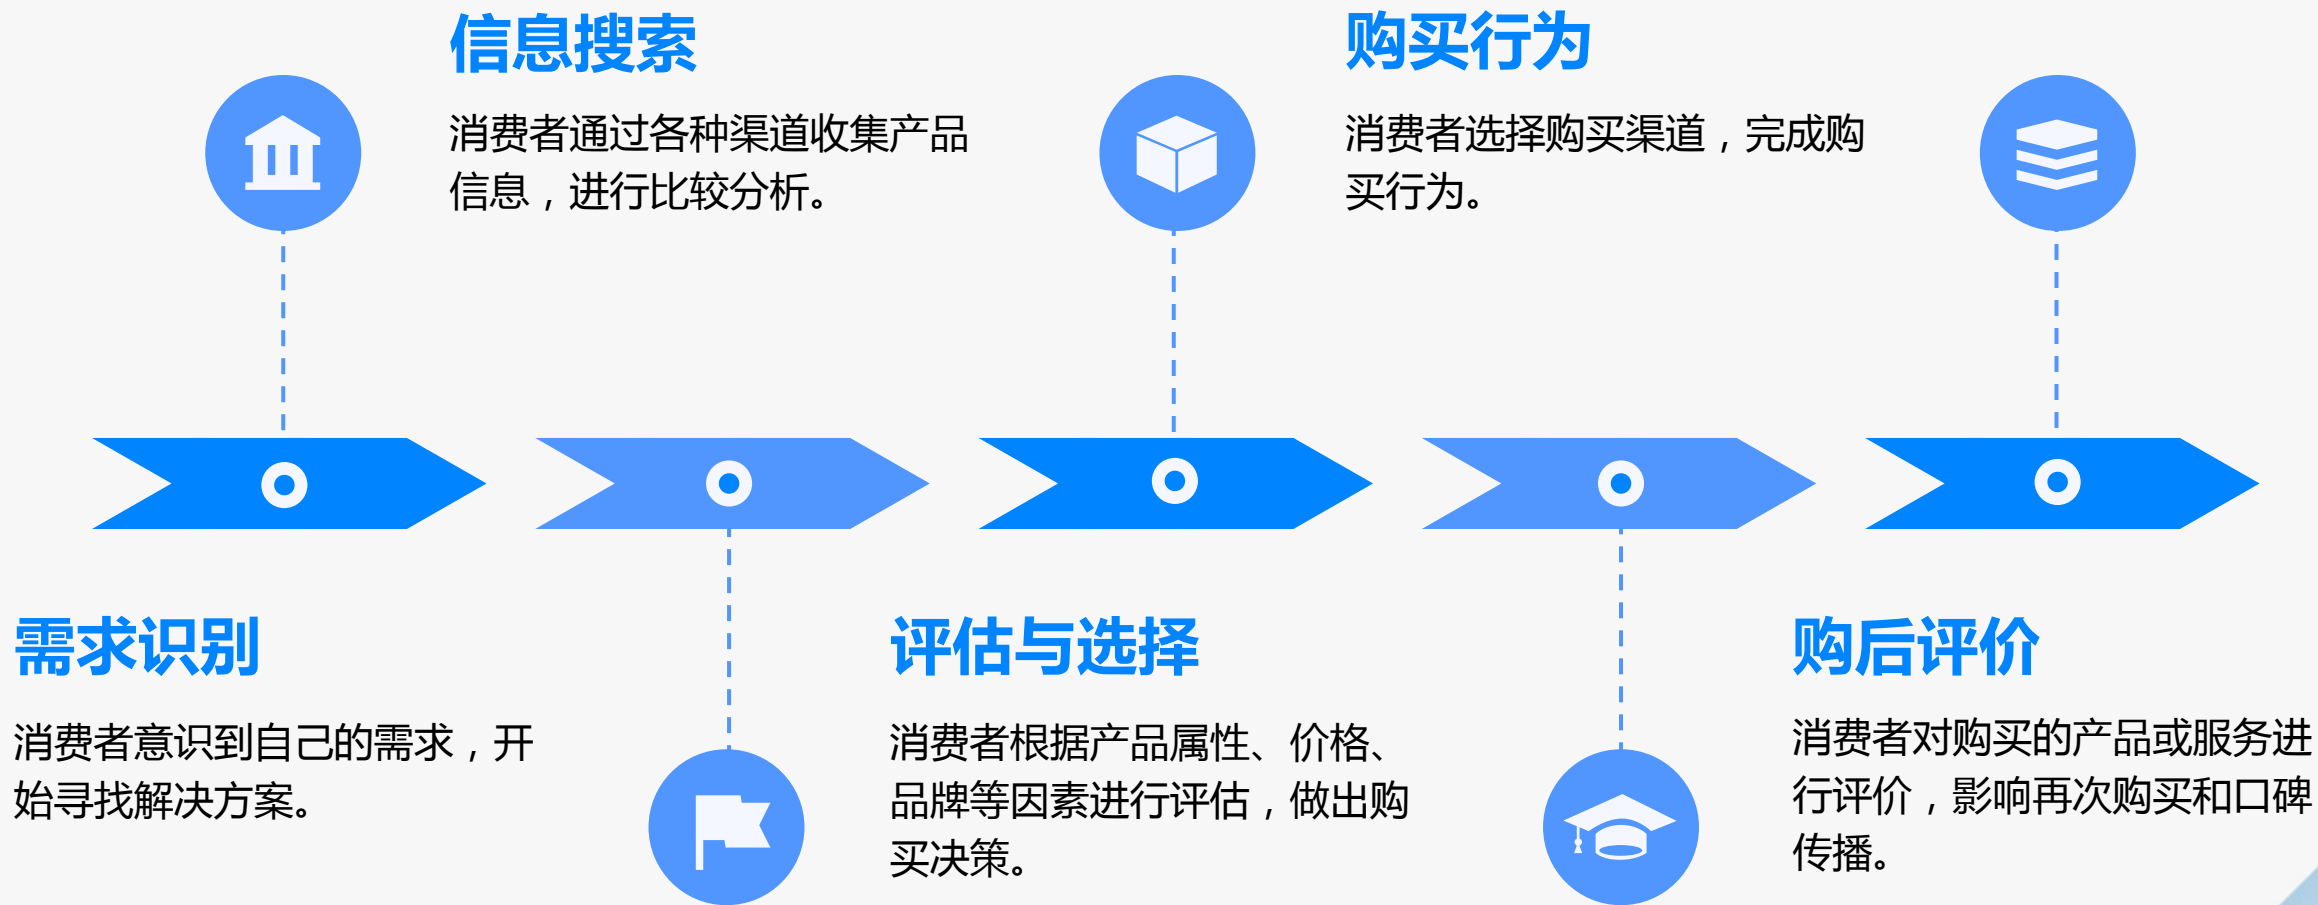 需求识别
消费者意识到自己的需求，开
始寻找解决方案。
信息搜索
消费者通过各种渠道收集产品
信息，进行比较分析。
评估与选择
消费者根据产品属性、价格、
品牌等因素进行评估，做出购
买决策。
购买行为
消费者选择购买渠道，完成购
买行为。
购后评价
消费者对购买的产品或服务进
行评价，影响再次购买和口碑
传播。